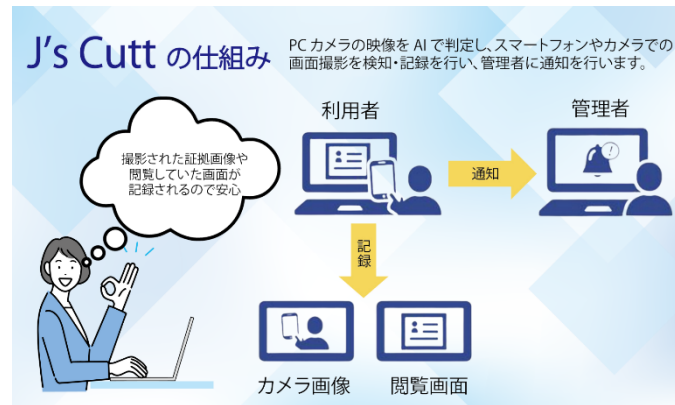 J's Cutt の仕組み
PCカメラの映像をAIで判定し、スマートフォンやカメラでの
画面撮影を検知・記録を行い、管理者に通知を行います。
撮影された証拠画像や
閲覧していた画面が
記録されるので安心
利用者
管理者
通知
記録
カメラ画像
閲覧画面